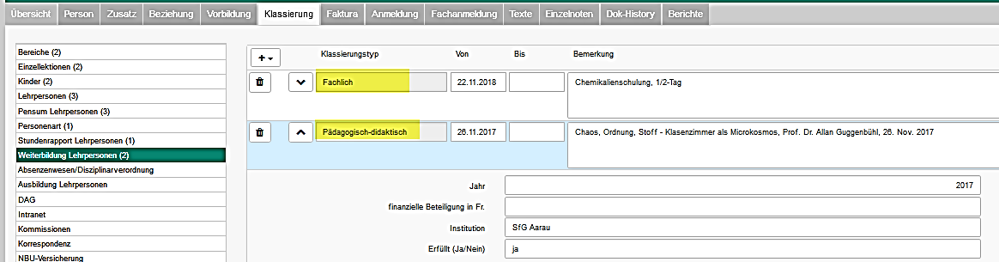 Übersicht Person Zusatz Beziehung Vorbildung Klassierung Faktura Anmeldung Fachanmeldung Texte Einzelnoten Dok-History Berichte
Bereiche (2)
Einzellektionen (2)
Kinder (2)
Lehrpersonen (3)
Pensum Lehrpersonen (3)
Personenart (1)
Stundenrapport Lehrpersonen (1)
Weiterbildung Lehrpersonen (2)
Absenzenwesen/Disziplinarverordnung
Ausbildung Lehrpersonen
DAG
Intranet
Kommissionen
Korrespondenz
NBU-Versicherung
Klassierungstyp Von Bis Bemerkung
Fachlich 22.11.2018 Chemikalienschulung, 1/2-Tag
Pädagogisch-didaktisch 26.11.2017 Chaos, Ordnung, Stoff - Klasenzimmer als Mikrokosmos, Prof. Dr. Allan Guggenbühl, 26. Nov. 2017
Jahr 2017
finanzielle Beteiligung in Fr.
Institution SfG Aarau
Erfüllt (Ja/Nein) ja